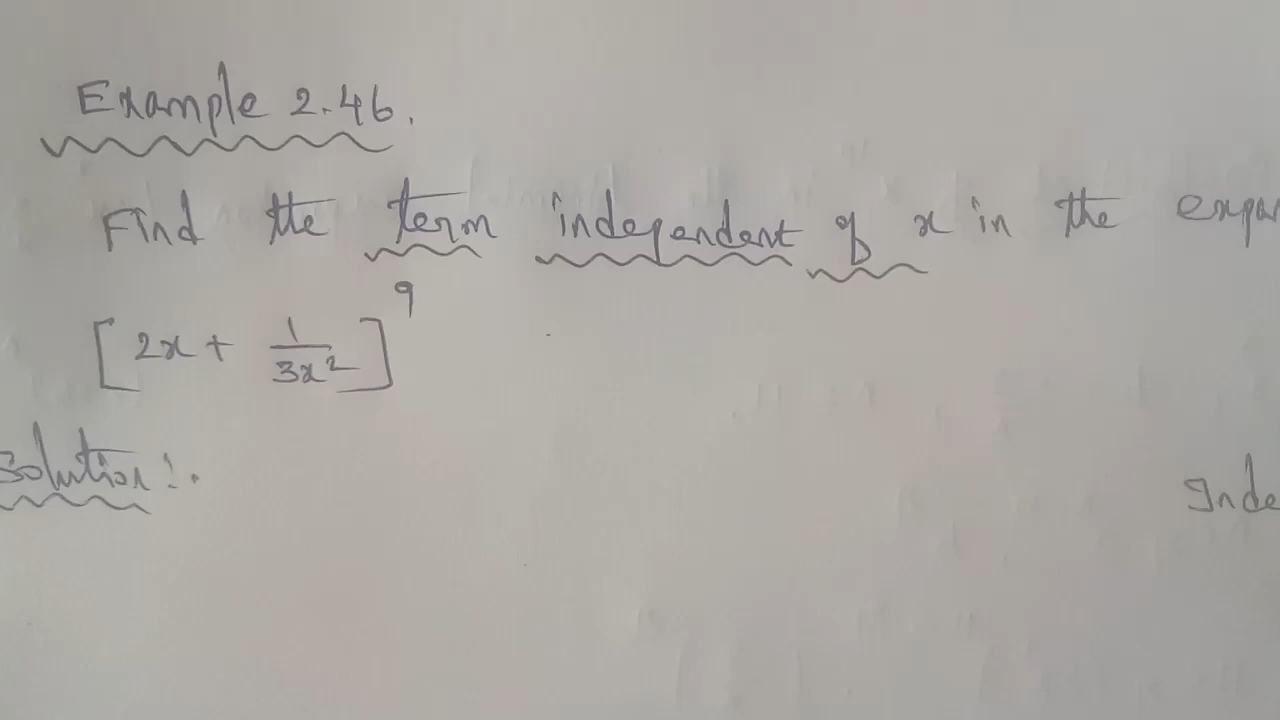 Example 2.46.
Find the term independent of x in the expan
[2x + 1/3x²]⁹
Solution:.
Inde